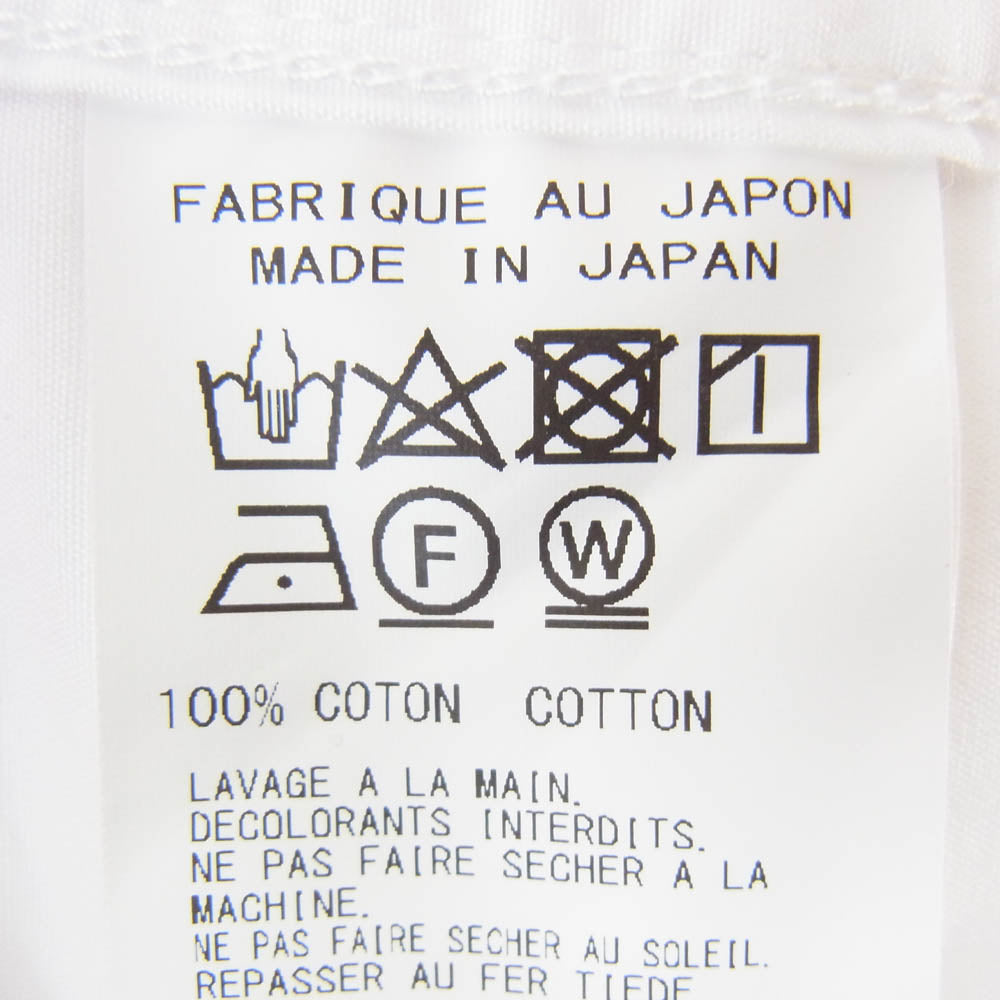 FABRIQUE AU JAPON
MADE IN JAPAN
F W
100% COTON COTTON
LAVAGE A LA MAIN.
DECOLORANTS INTERDITS.
NE PAS FAIRE SECHER A LA
MACHINE.
NE PAS FAIRE SECHER AU SOLEIL.
REPASSER AU FER TIEDE